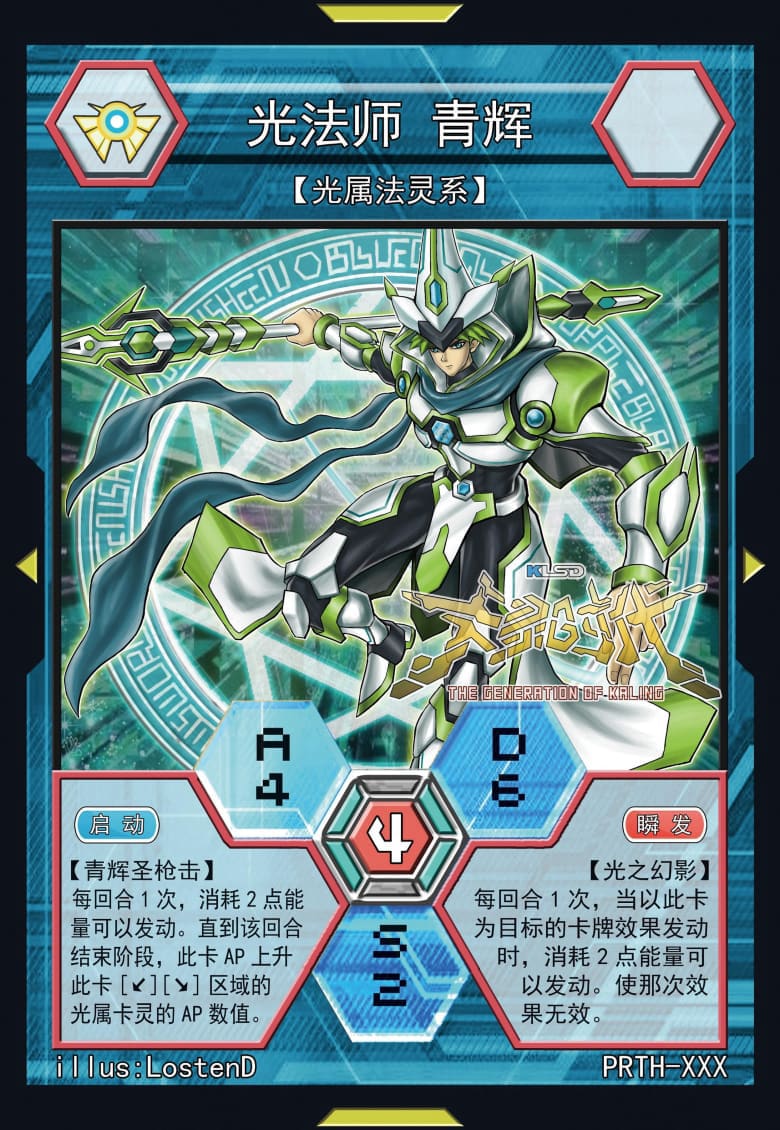 光法师 青辉
【光属法灵系】
KLSD
THE GENERATION OF KALING
A
4
D
6
4
S
2
启动
【青辉圣枪击】
每回合1次，消耗2点能
量可以发动。直到该回合
结束阶段，此卡AP上升
此卡[↙][↘]区域的
光属卡灵的AP数值。
瞬发
【光之幻影】
每回合1次，当以此卡
为目标的卡牌效果发动
时，消耗2点能量可
以发动。使那次效
果无效。
illus:LostenD
PRTH-XXX